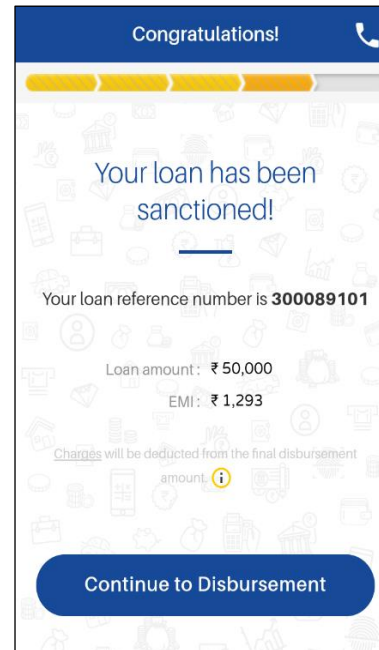 Congratulations!
Your loan has been
sanctioned!
Your loan reference number is 300089101
Loan amount : ₹ 50,000
EMI : ₹ 1,293
Charges will be deducted from the final disbursement
amount. i
Continue to Disbursement